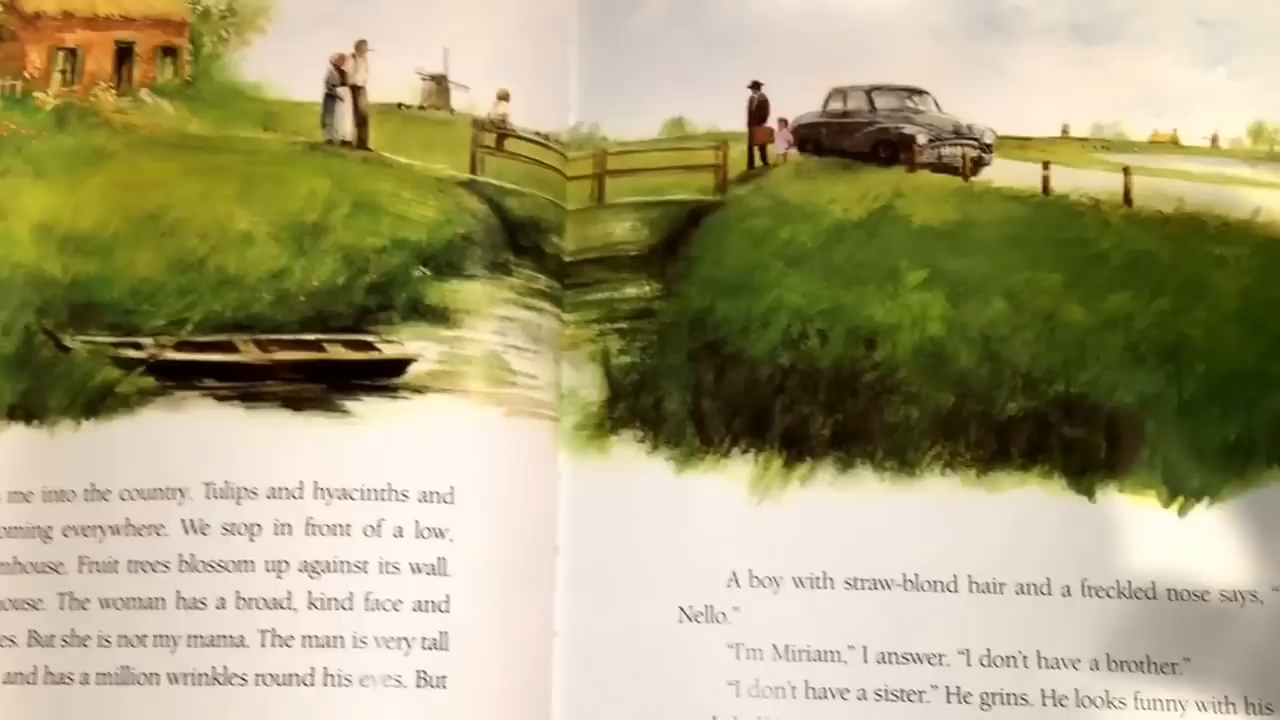 me into the country. Tulips and hyacinths and
oming everywhere. We stop in front of a low,
nhouse. Fruit trees blossom up against its wall.
ouse. The woman has a broad, kind face and
es. But she is not my mama. The man is very tall
and has a million wrinkles round his eyes. But
A boy with straw-blond hair and a freckled nose says, "
Nello."
"I'm Miriam," I answer. "I don't have a brother."
"I don't have a sister." He grins. He looks funny with his